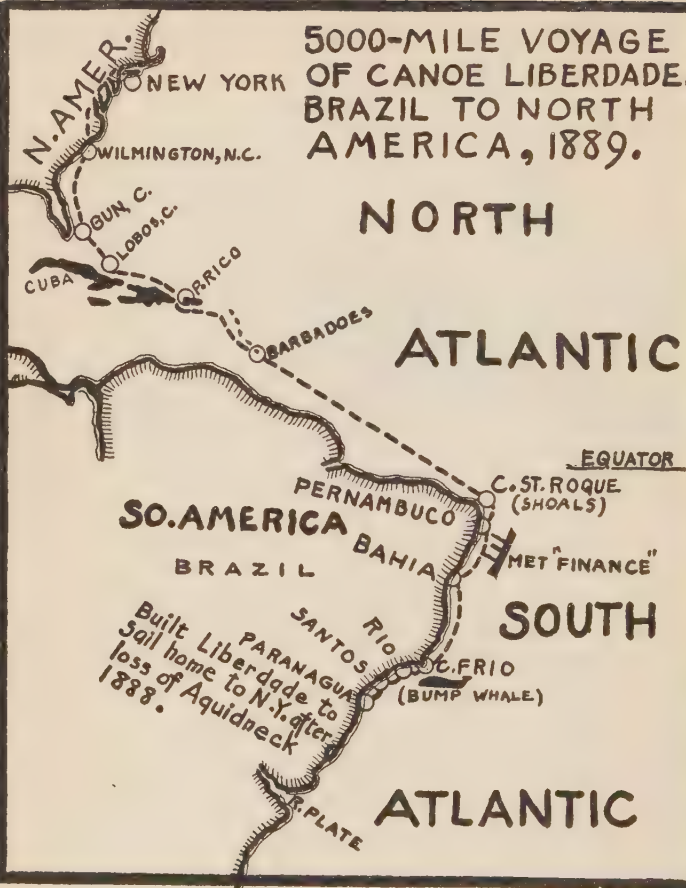 5000-MILE VOYAGE
OF CANOE LIBERDADE.
BRAZIL TO NORTH
AMERICA, 1889.
N. AMER.
NEW YORK
WILMINGTON, N.C.
GUN, C.
LOBOS, C.
CUBA
P. RICO
BARBADOES
NORTH
ATLANTIC
EQUATOR
C. ST. ROQUE
(SHOALS)
PERNAMBUCO
SO. AMERICA
BRAZIL
BAHIA
MET "FINANCE"
SOUTH
RIO
SANTOS
PARANAGUA
C. FRIO
(BUMP WHALE)
Built Liberdade to
sail home to N.Y. after
loss of Aquidneck
1888.
R. PLATE
ATLANTIC